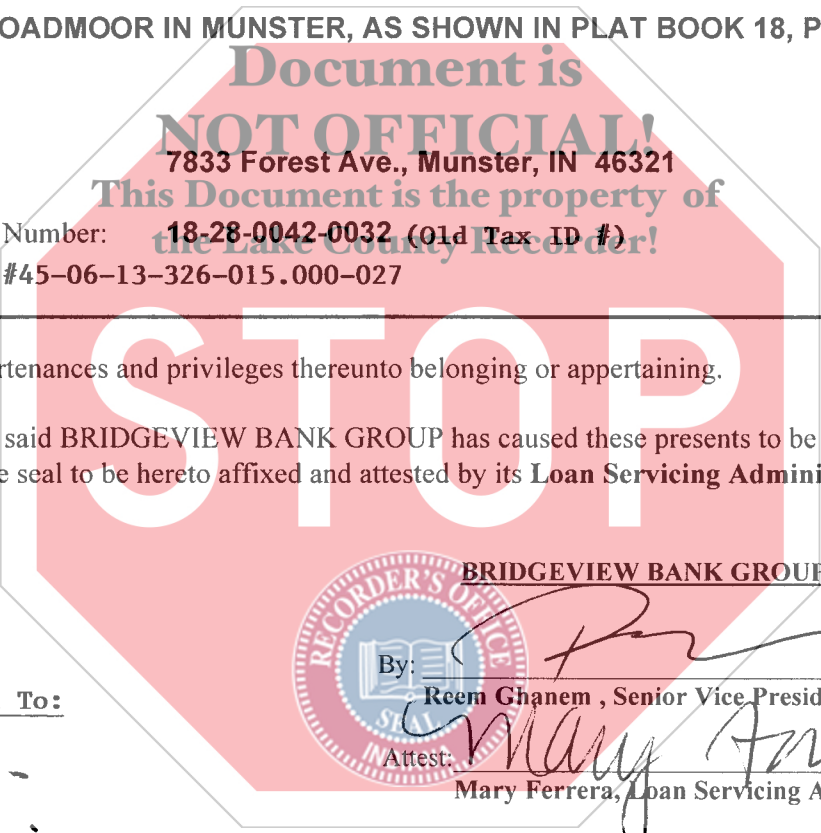 OADMOOR IN MUNSTER, AS SHOWN IN PLAT BOOK 18, P
Document is
NOT OFFICIAL!
7833 Forest Ave., Munster, IN 46321
This Document is the property of
Number: 18-28-0042-0032 (Old Tax ID #)
the Lake County Recorder!
#45-06-13-326-015.000-027
STOP
rtenances and privileges thereunto belonging or appertaining.
said BRIDGEVIEW BANK GROUP has caused these presents to be
e seal to be hereto affixed and attested by its Loan Servicing Admini
BRIDGEVIEW BANK GROUP
RECORDER'S OFFICE
SEAL
INDIANA
By:
To:
Reem Ghanem , Senior Vice Presid
Attest: Mary
Mary Ferrera, Loan Servicing A